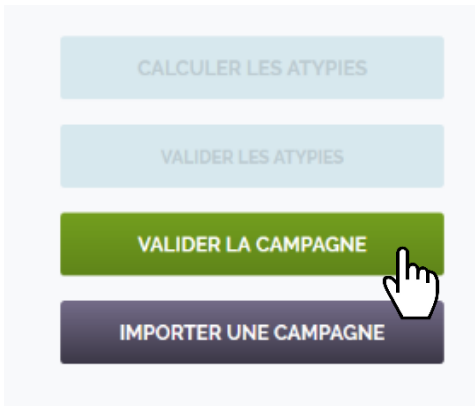 CALCULER LES ATYPIES
VALIDER LES ATYPIES
VALIDER LA CAMPAGNE
IMPORTER UNE CAMPAGNE